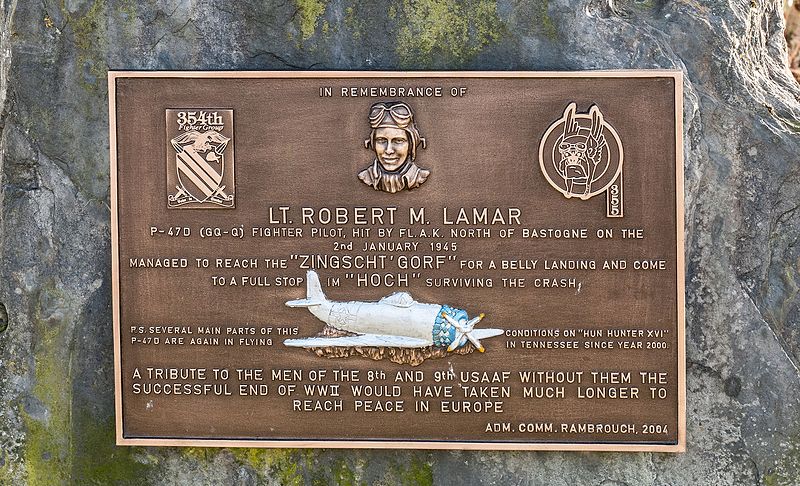 IN REMEMBRANCE OF
354th
Fighter Group
355
LT. ROBERT M. LAMAR
P-47D (GQ-Q) FIGHTER PILOT, HIT BY FL.A.K. NORTH OF BASTOGNE ON THE
2nd JANUARY 1945
MANAGED TO REACH THE "ZINGSCHT'GORF" FOR A BELLY LANDING AND COME
TO A FULL STOP IM "HOCH" SURVIVING THE CRASH,
P.S. SEVERAL MAIN PARTS OF THIS
P-47D ARE AGAIN IN FLYING
CONDITIONS ON "HUN HUNTER XVI"
IN TENNESSEE SINCE YEAR 2000.
A TRIBUTE TO THE MEN OF THE 8th AND 9th USAAF WITHOUT THEM THE
SUCCESSFUL END OF WWII WOULD HAVE TAKEN MUCH LONGER TO
REACH PEACE IN EUROPE
ADM. COMM. RAMBROUCH, 2004